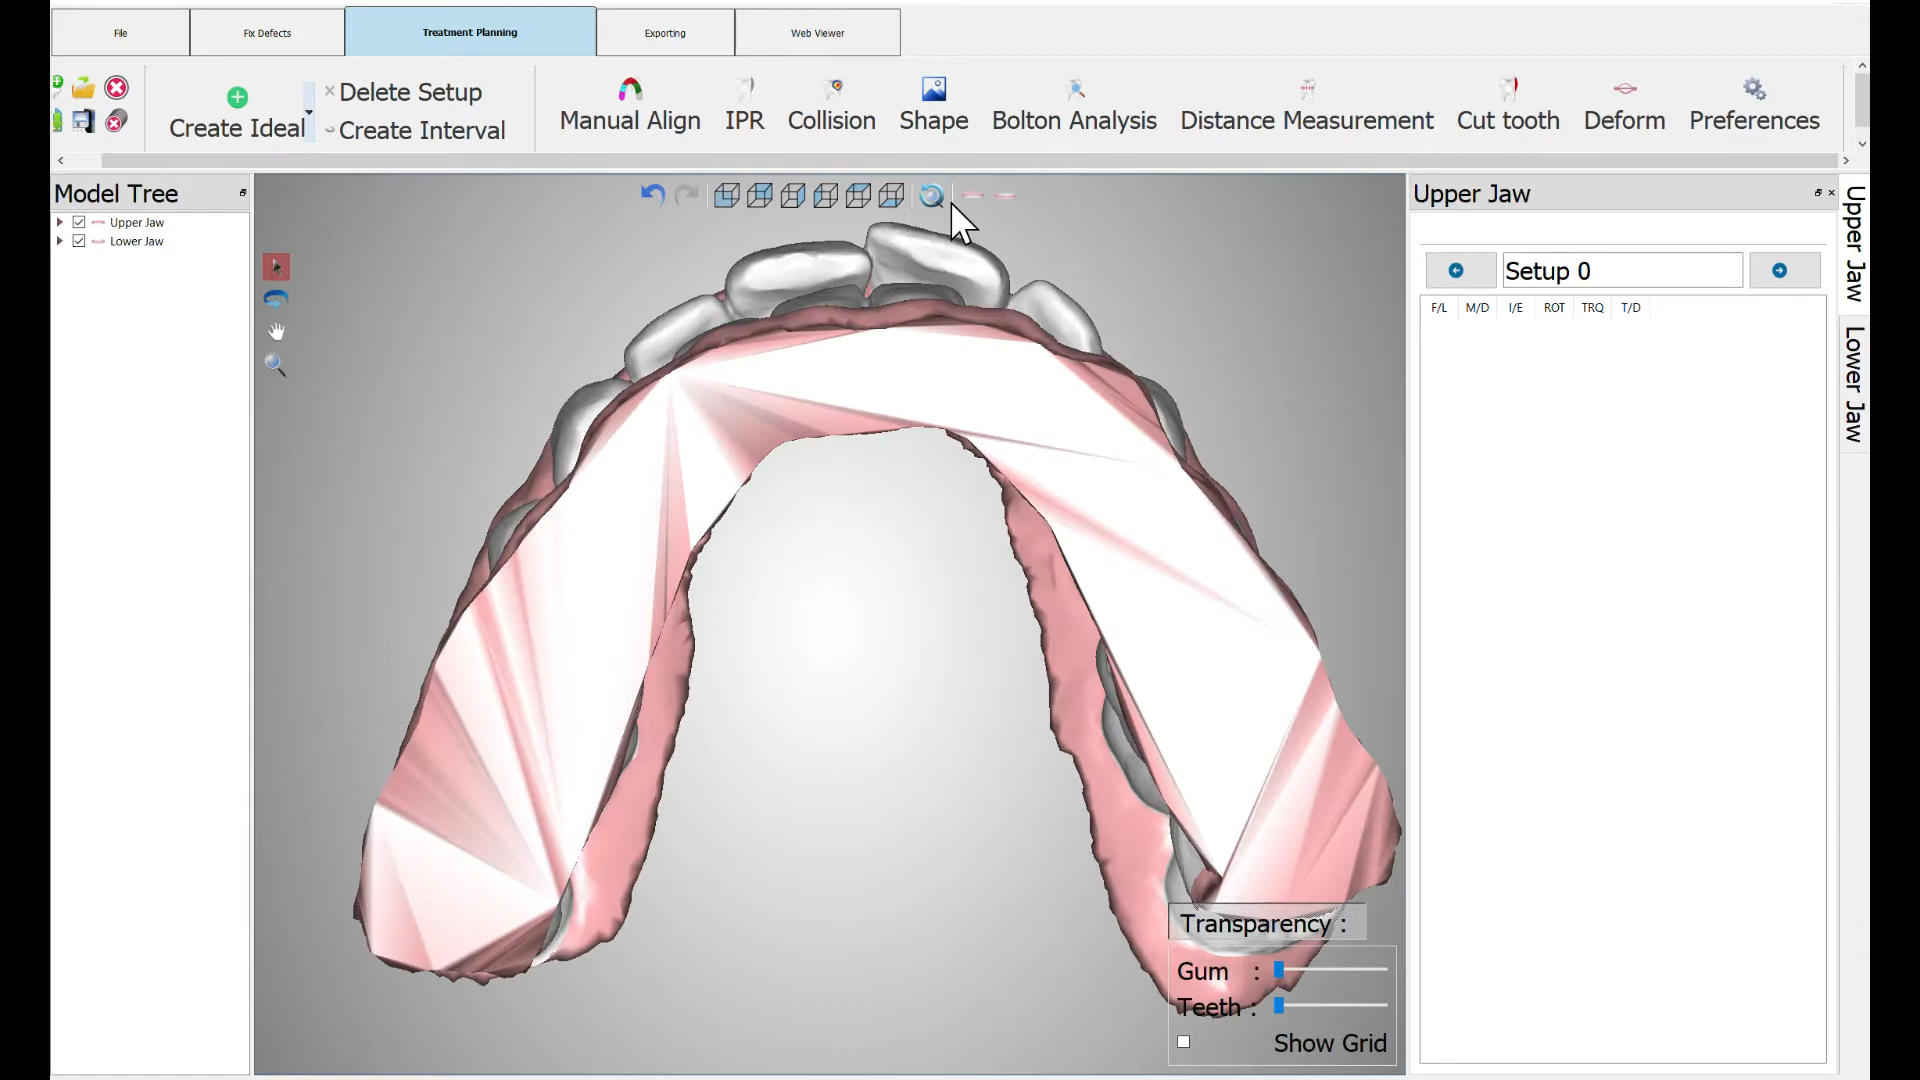 File
Fix Defects
Treatment Planning
Exporting
Web Viewer
Create Ideal
Delete Setup
Create Interval
Manual Align
IPR
Collision
Shape
Bolton Analysis
Distance Measurement
Cut tooth
Deform
Preferences
Model Tree
Upper Jaw
Lower Jaw
Upper Jaw
Setup 0
F/L M/D I/E ROT TRQ T/D
Upper Jaw
Lower Jaw
Transparency :
Gum :
Teeth :
Show Grid